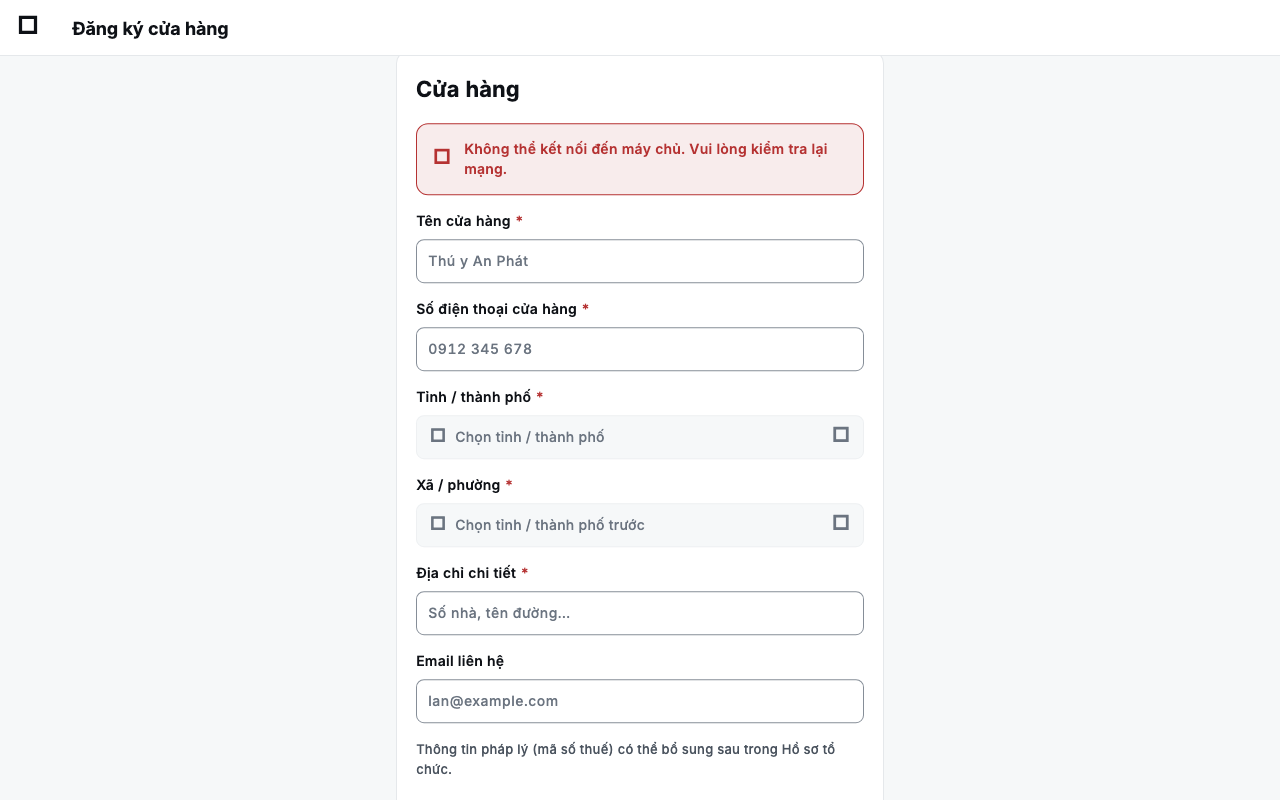 Đăng ký cửa hàng
Cửa hàng
Không thể kết nối đến máy chủ. Vui lòng kiểm tra lại
mạng.
Tên cửa hàng *
Thú y An Phát
Số điện thoại cửa hàng *
0912 345 678
Tỉnh / thành phố *
Chọn tỉnh / thành phố
Xã / phường *
Chọn tỉnh / thành phố trước
Địa chỉ chi tiết *
Số nhà, tên đường...
Email liên hệ
lan@example.com
Thông tin pháp lý (mã số thuế) có thể bổ sung sau trong Hồ sơ tổ
chức.